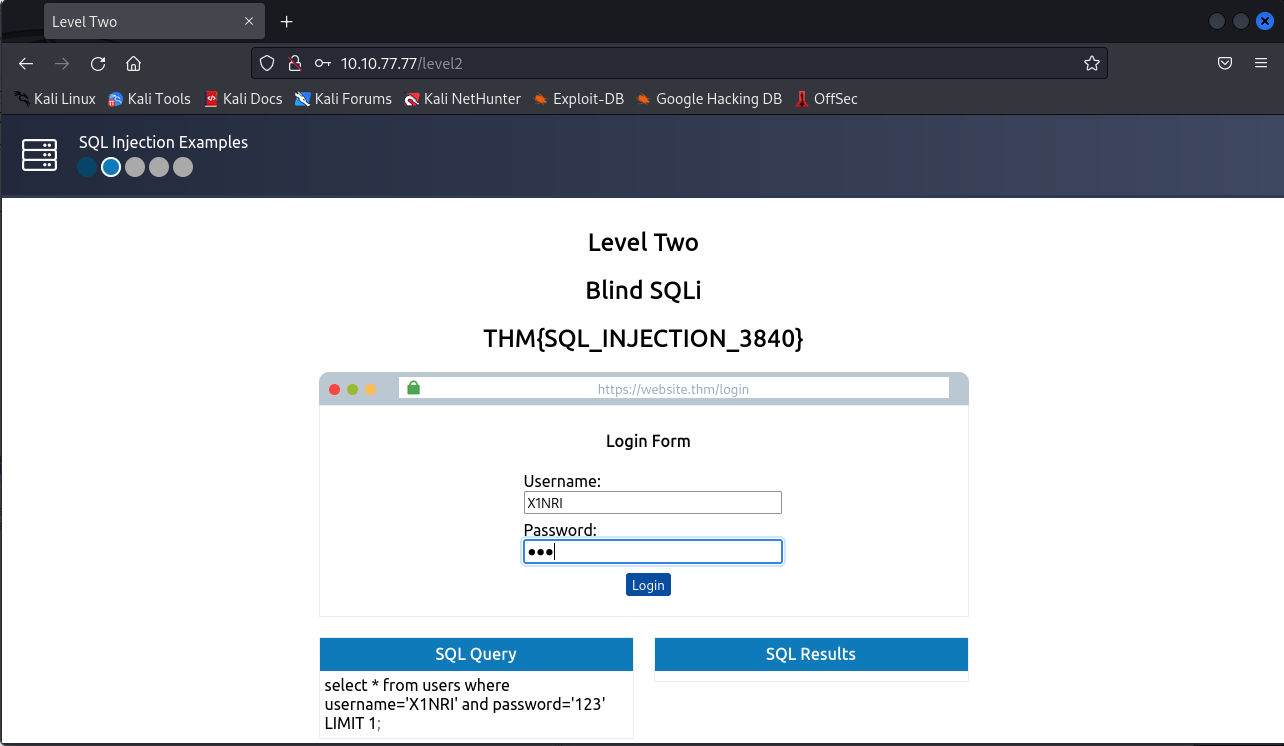 Level Two
10.10.77.77/level2
Kali Linux Kali Tools Kali Docs Kali Forums Kali NetHunter Exploit-DB Google Hacking DB OffSec
SQL Injection Examples
Level Two
Blind SQLi
THM{SQL_INJECTION_3840}
https://website.thm/login
Login Form
Username:
X1NRI
Password:
Login
SQL Query
select * from users where
username='X1NRI' and password='123'
LIMIT 1;
SQL Results